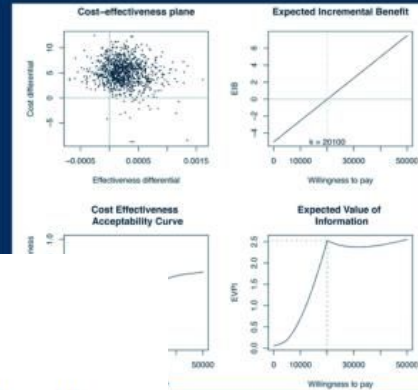 Cost-effectiveness plane
Cost differential
10
5
0
-5
-0.0005
0.0005
0.0015
Effectiveness differential
Expected Incremental Benefit
EIB
6
4
2
0
-2
-4
k = 20100
0
10000
30000
50000
Willingness to pay
Cost Effectiveness
Acceptability Curve
1.0
50000
Expected Value of
Information
EVPI
2.5
2.0
1.5
1.0
0.5
0.0
0
10000
30000
50000
Willingness to pay